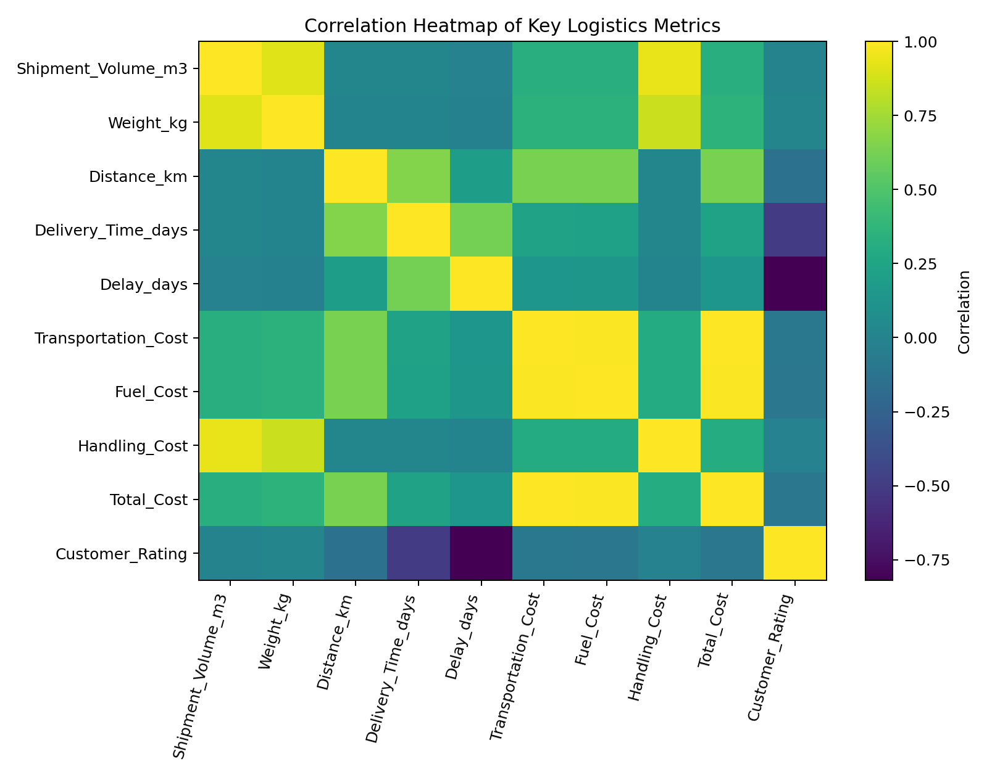 Correlation Heatmap of Key Logistics Metrics
Shipment_Volume_m3
Weight_kg
Distance_km
Delivery_Time_days
Delay_days
Transportation_Cost
Fuel_Cost
Handling_Cost
Total_Cost
Customer_Rating
Shipment_Volume_m3
Weight_kg
Distance_km
Delivery_Time_days
Delay_days
Transportation_Cost
Fuel_Cost
Handling_Cost
Total_Cost
Customer_Rating
1.00
0.75
0.50
0.25
0.00
−0.25
−0.50
−0.75
Correlation